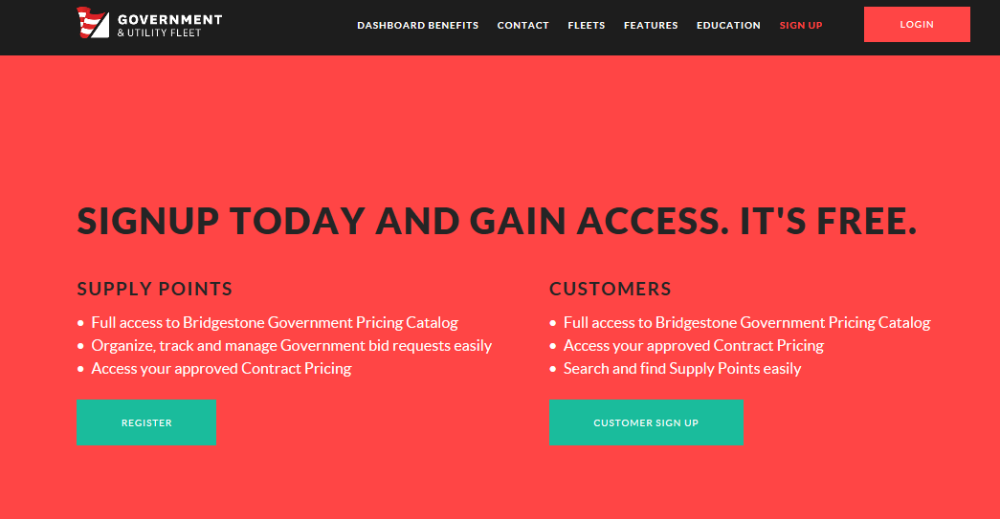 GOVERNMENT
& UTILITY FLEET
DASHBOARD BENEFITS CONTACT FLEETS FEATURES EDUCATION SIGN UP LOGIN
SIGNUP TODAY AND GAIN ACCESS. IT'S FREE.
SUPPLY POINTS
• Full access to Bridgestone Government Pricing Catalog
• Organize, track and manage Government bid requests easily
• Access your approved Contract Pricing
REGISTER
CUSTOMERS
• Full access to Bridgestone Government Pricing Catalog
• Access your approved Contract Pricing
• Search and find Supply Points easily
CUSTOMER SIGN UP